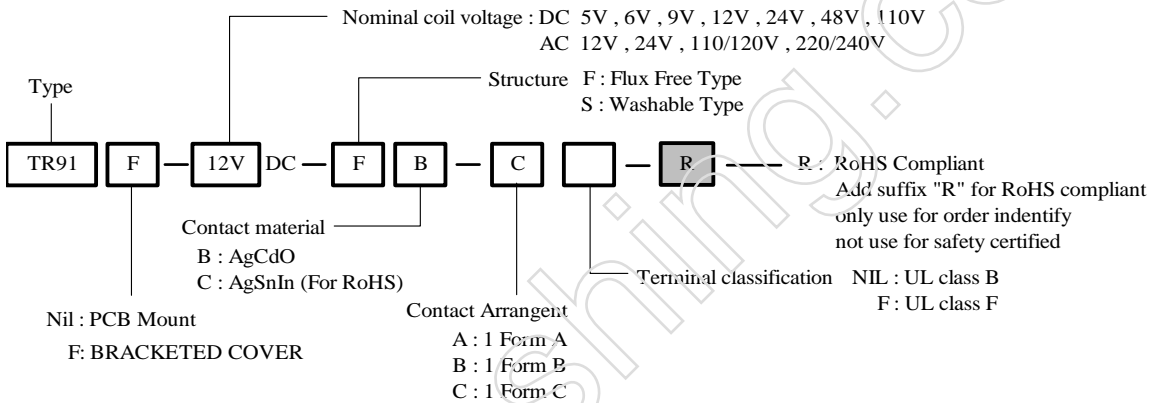 Nominal coil voltage : DC 5V , 6V , 9V , 12V , 24V , 48V , 110V
AC 12V , 24V , 110/120V , 220/240V
Type
Structure F : Flux Free Type
S : Washable Type
TR91 F — 12V DC — F B — C — R — R : RoHS Compliant
Add suffix "R" for RoHS compliant
only use for order indentify
not use for safety certified
Contact material
B : AgCdO
C : AgSnIn (For RoHS)
Terminal classification NIL : UL class B
F : UL class F
Nil : PCB Mount
F: BRACKETED COVER
Contact Arrangent
A : 1 Form A
B : 1 Form B
C : 1 Form C
shing.c